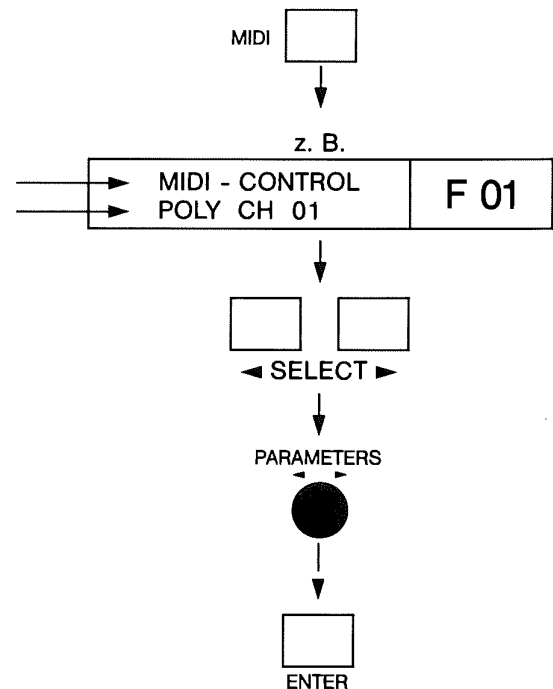 MIDI
z. B.
MIDI - CONTROL
POLY CH 01
F 01
◄ SELECT ►
PARAMETERS
ENTER